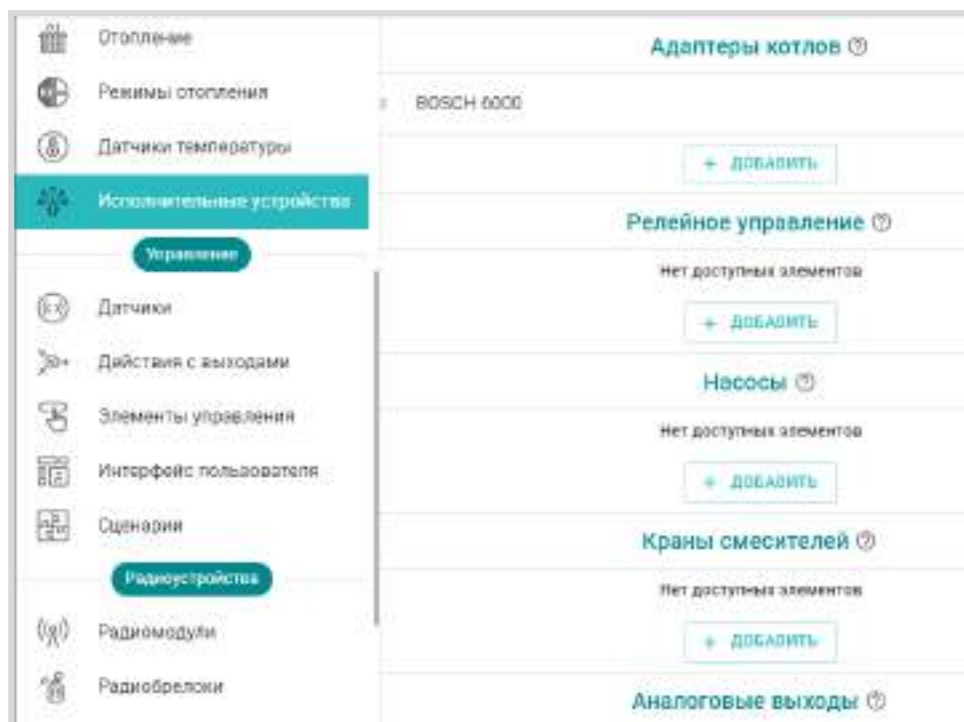 Отопление
Режимы отопления
Датчики температуры
Исполнительные устройства
Управление
Датчики
Действия с выходами
Элементы управления
Интерфейс пользователя
Сценарии
Радиоустройства
Радиомодули
Радиобрелоки
Адаптеры котлов
BOSCH 6000
+ ДОБАВИТЬ
Релейное управление
Нет доступных элементов
+ ДОБАВИТЬ
Насосы
Нет доступных элементов
+ ДОБАВИТЬ
Краны смесителей
Нет доступных элементов
+ ДОБАВИТЬ
Аналоговые выходы